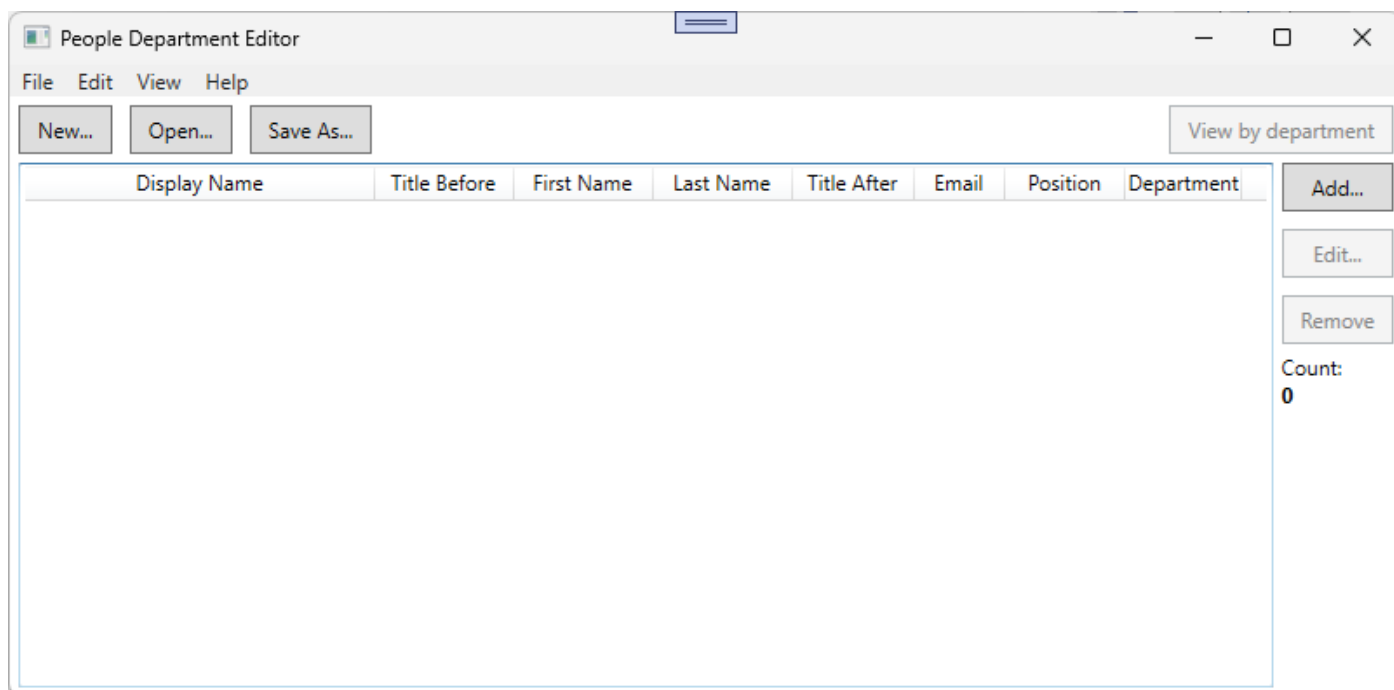 People Department Editor
File Edit View Help
New... Open... Save As... View by department
Display Name Title Before First Name Last Name Title After Email Position Department
Add...
Edit...
Remove
Count:
0